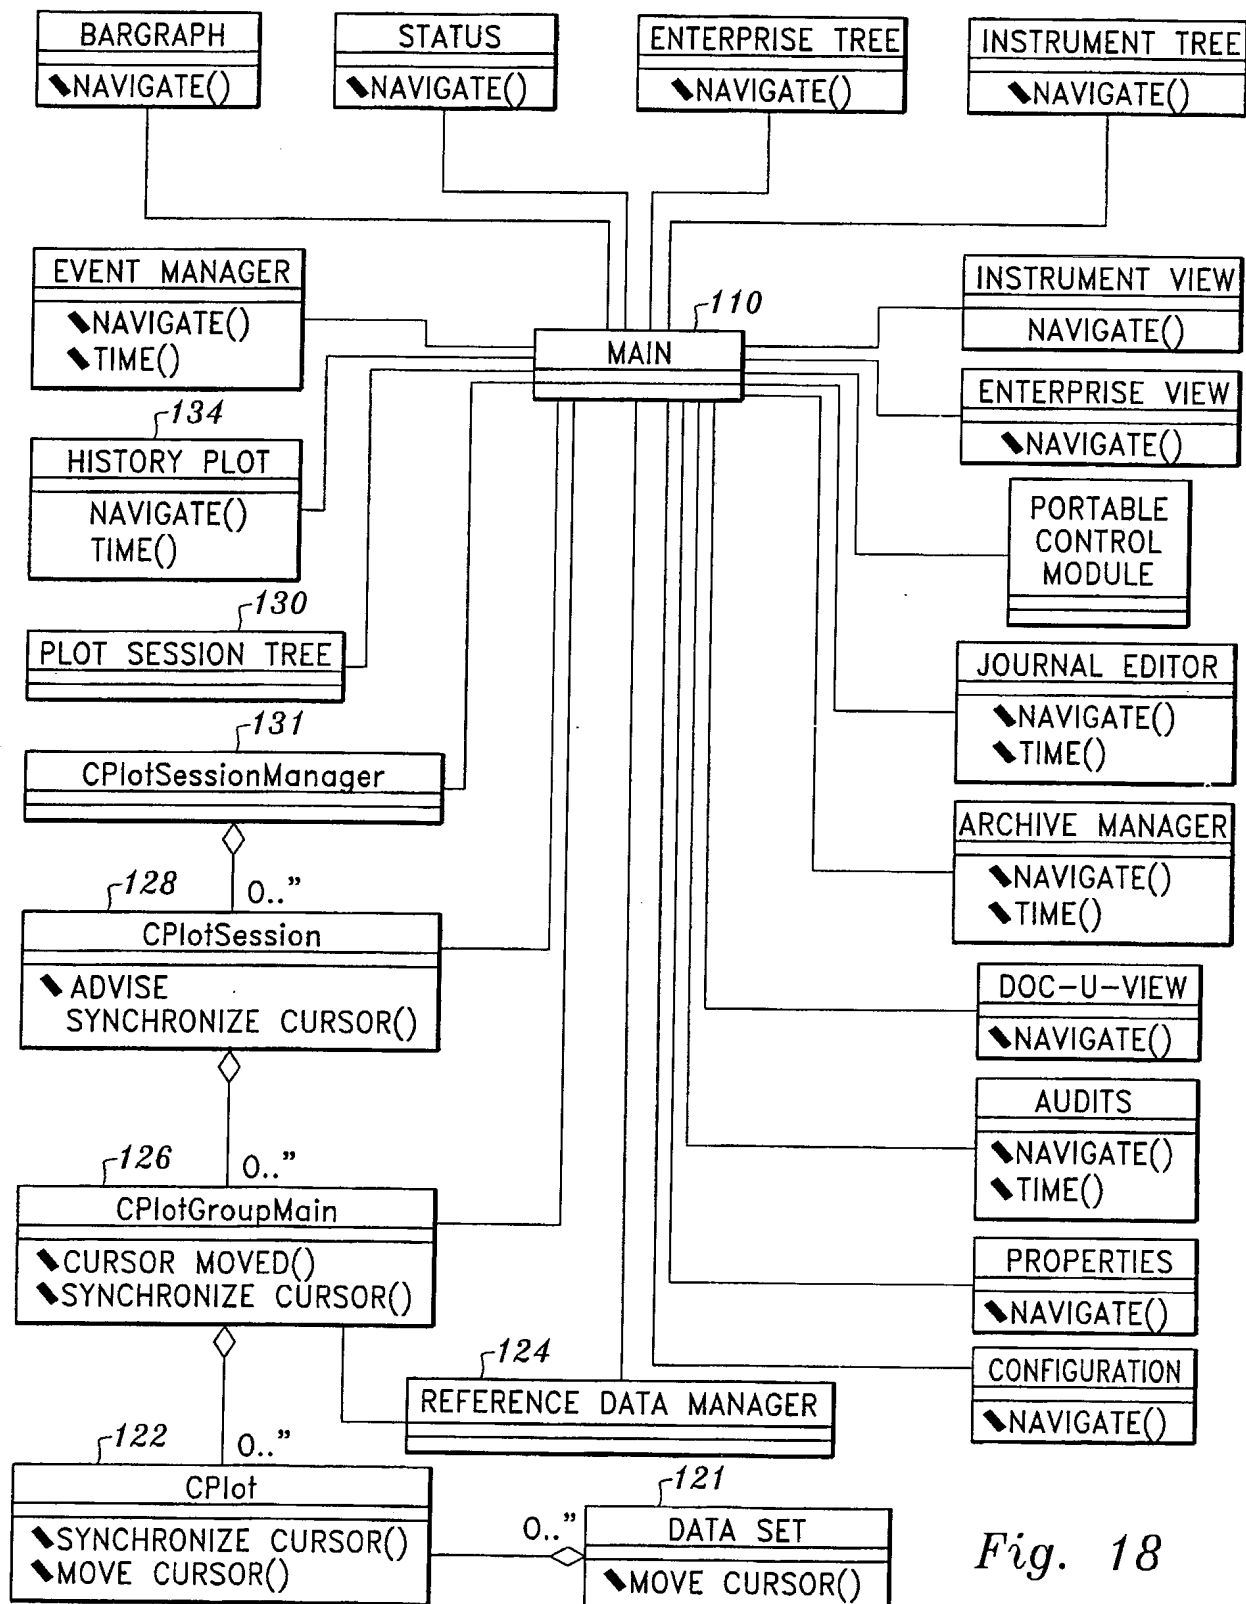 BARGRAPH
NAVIGATE()
STATUS
NAVIGATE()
ENTERPRISE TREE
NAVIGATE()
INSTRUMENT TREE
NAVIGATE()
EVENT MANAGER
NAVIGATE()
TIME()
110
MAIN
INSTRUMENT VIEW
NAVIGATE()
ENTERPRISE VIEW
NAVIGATE()
134
HISTORY PLOT
NAVIGATE()
TIME()
PORTABLE
CONTROL
MODULE
130
PLOT SESSION TREE
JOURNAL EDITOR
NAVIGATE()
TIME()
131
CPlotSessionManager
0.."
ARCHIVE MANAGER
NAVIGATE()
TIME()
128
CPlotSession
ADVISE
SYNCHRONIZE CURSOR()
0.."
DOC-U-VIEW
NAVIGATE()
AUDITS
NAVIGATE()
TIME()
126
CPlotGroupMain
CURSOR MOVED()
SYNCHRONIZE CURSOR()
0.."
PROPERTIES
NAVIGATE()
124
REFERENCE DATA MANAGER
CONFIGURATION
NAVIGATE()
122
CPlot
SYNCHRONIZE CURSOR()
MOVE CURSOR()
0.."
121
DATA SET
MOVE CURSOR()
Fig. 18